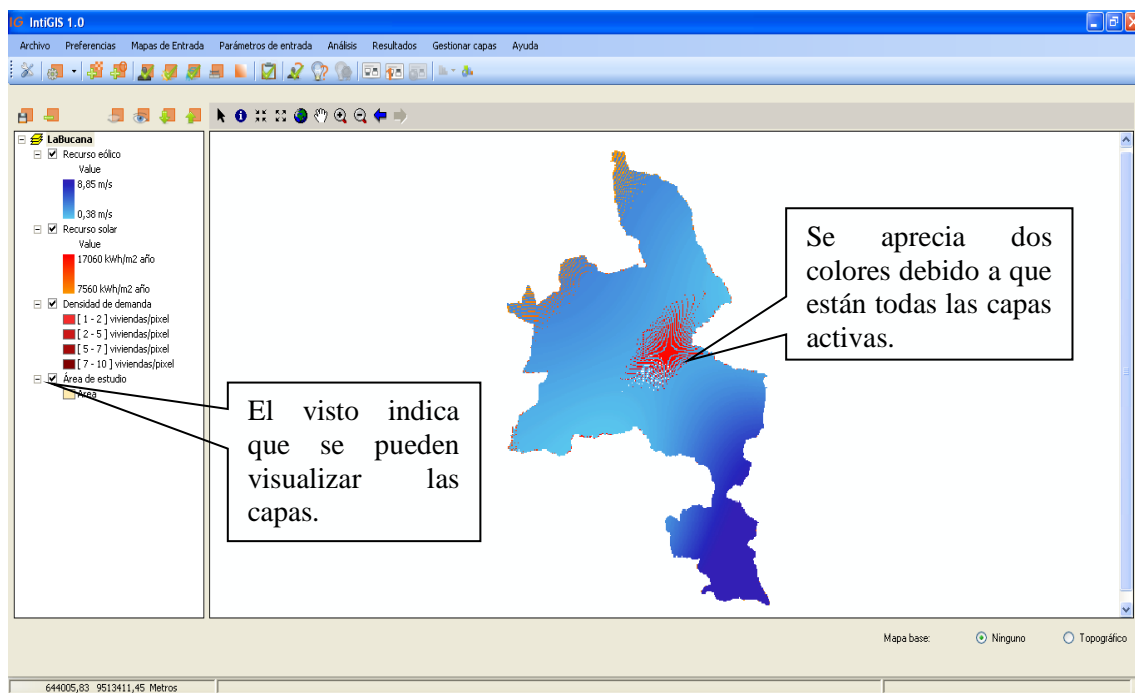 IG IntiGIS 1.0
Archivo Preferencias Mapas de Entrada Parámetros de entrada Análisis Resultados Gestionar capas Ayuda
LaBucana
Recurso eólico
Value
8,85 m/s
0,38 m/s
Recurso solar
Value
17060 kWh/m2 año
7560 kWh/m2 año
Densidad de demanda
[ 1 - 2 ] viviendas/pixel
[ 2 - 5 ] viviendas/pixel
[ 5 - 7 ] viviendas/pixel
[ 7 - 10 ] viviendas/pixel
Área de estudio
Area
El visto indica
que se pueden
visualizar las
capas.
Se aprecia dos
colores debido a que
están todas las capas
activas.
Mapa base: Ninguno Topográfico
644005,83 9513411,45 Metros